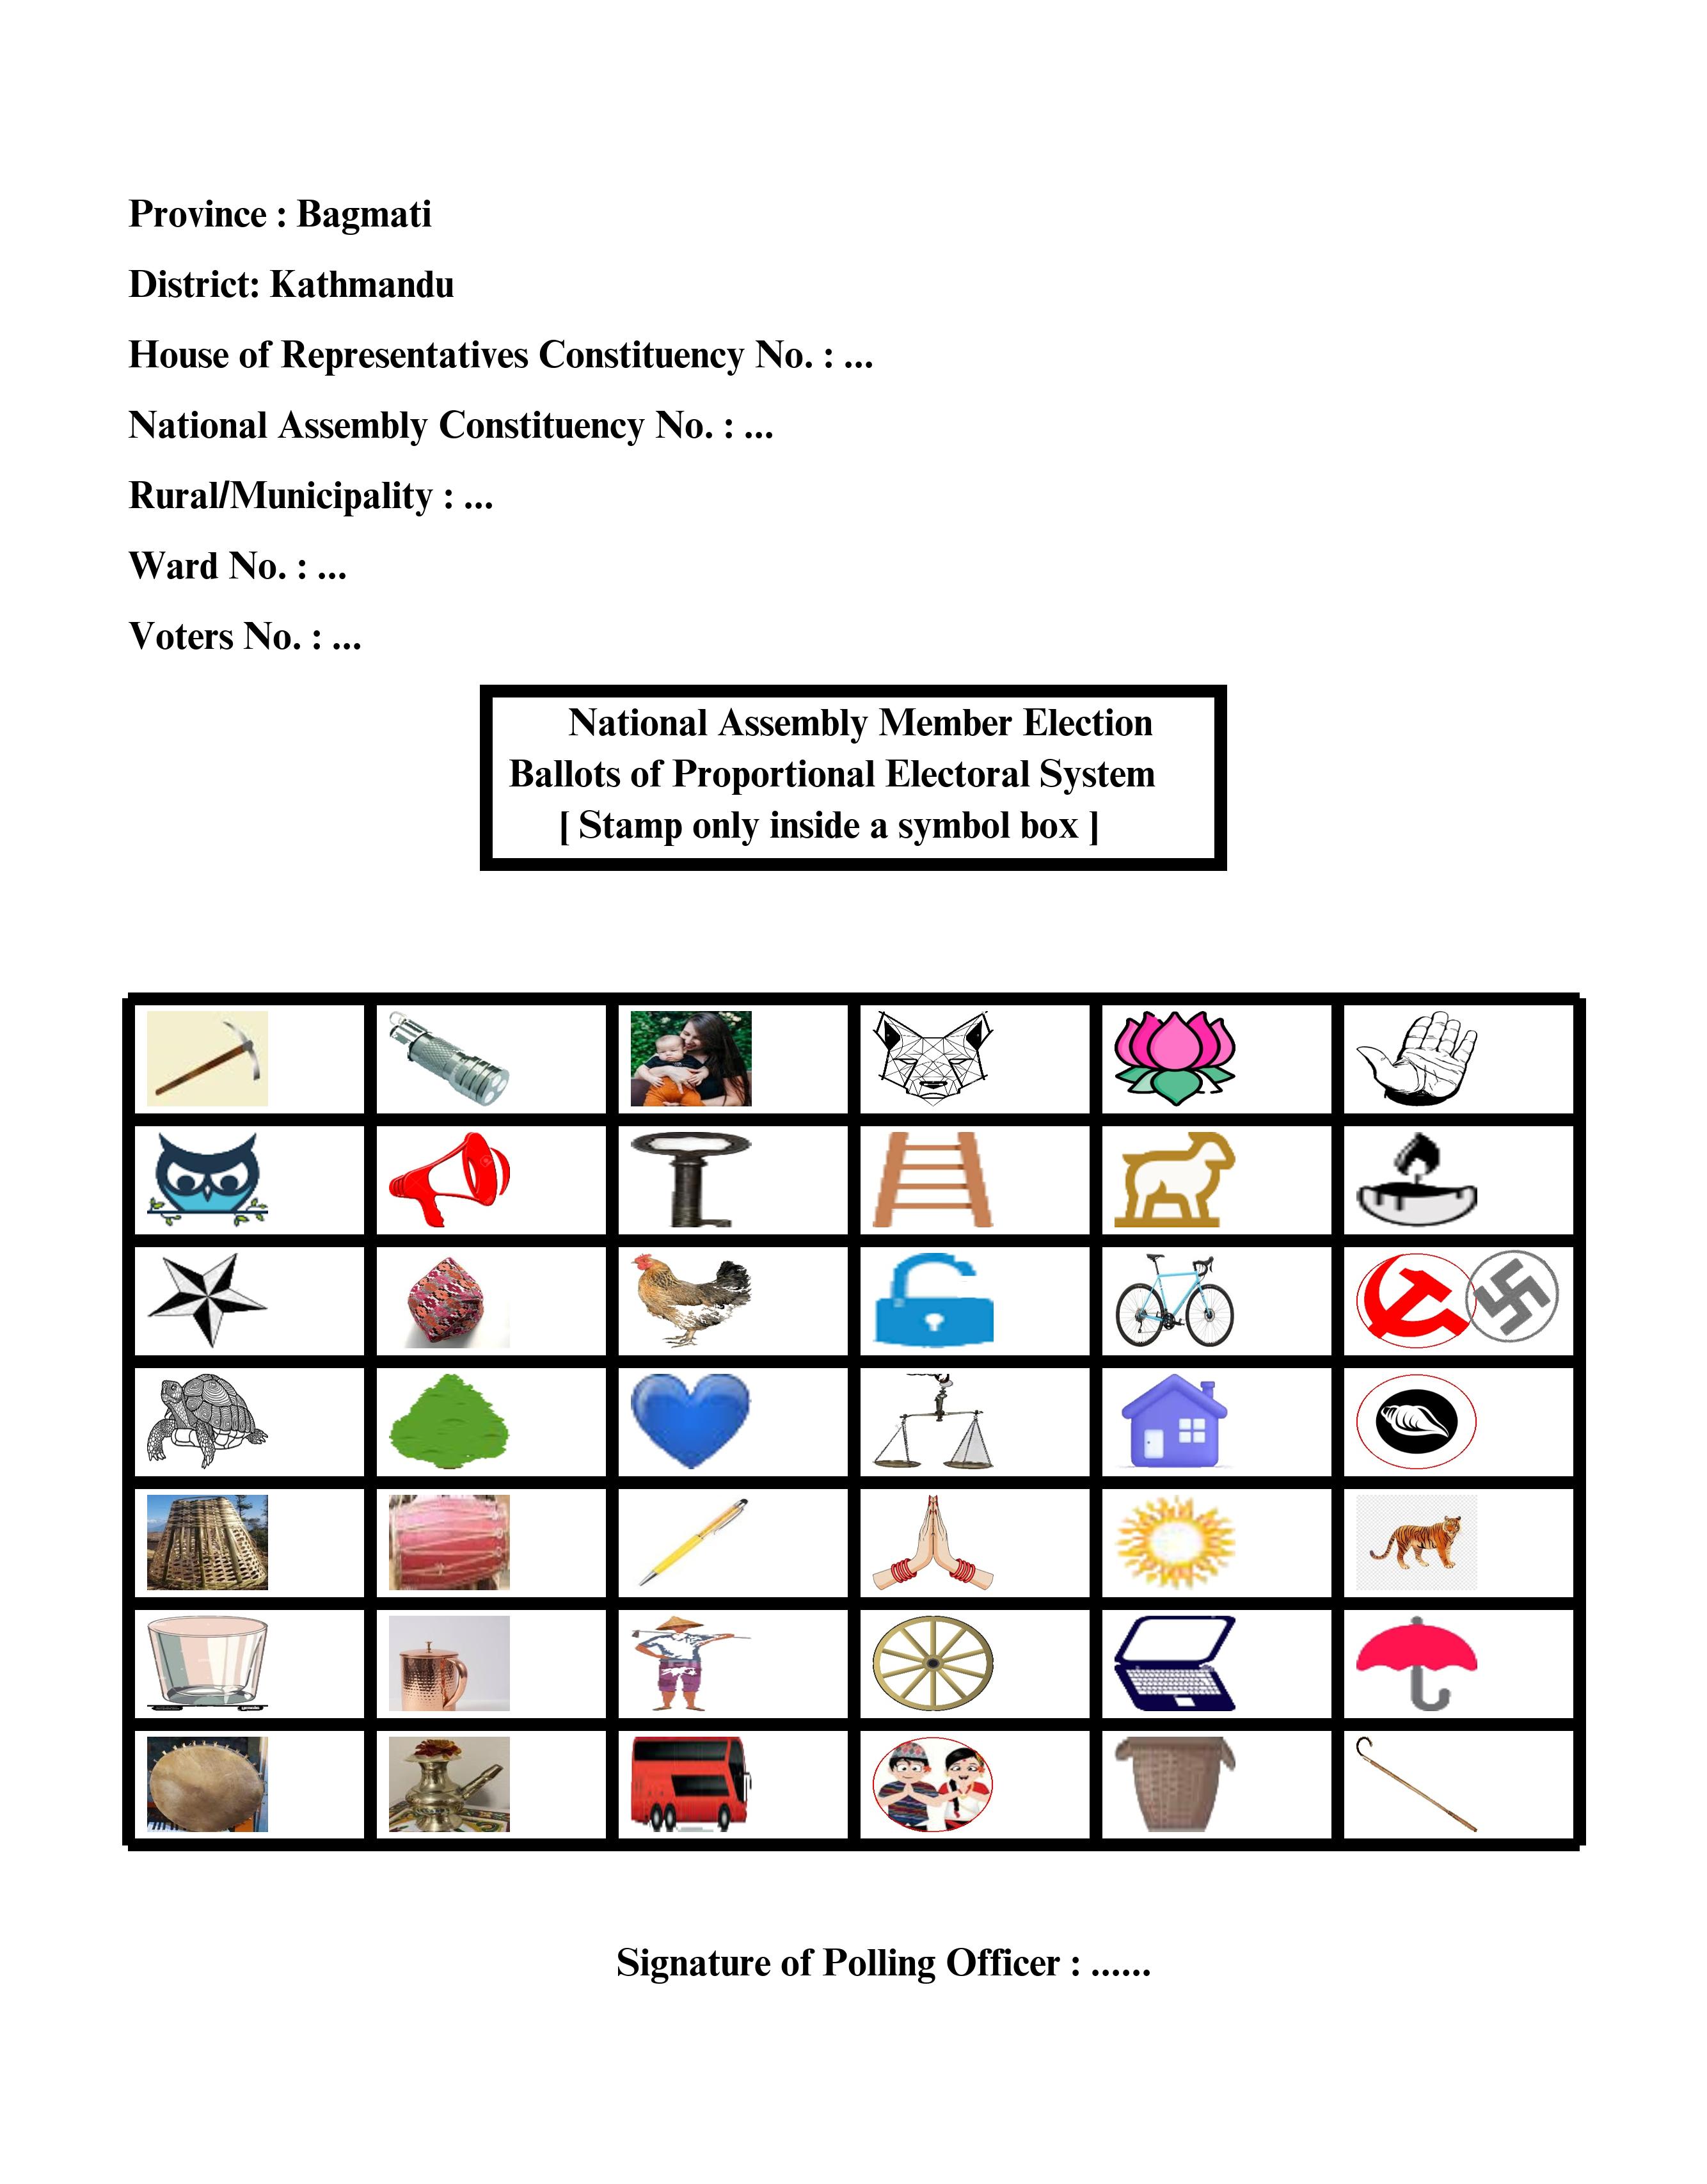 Province : Bagmati
District: Kathmandu
House of Representatives Constituency No. : ...
National Assembly Constituency No. : ...
Rural/Municipality : ...
Ward No. : ...
Voters No. : ...
National Assembly Member Election
Ballots of Proportional Electoral System
[ Stamp only inside a symbol box ]
Signature of Polling Officer : ......